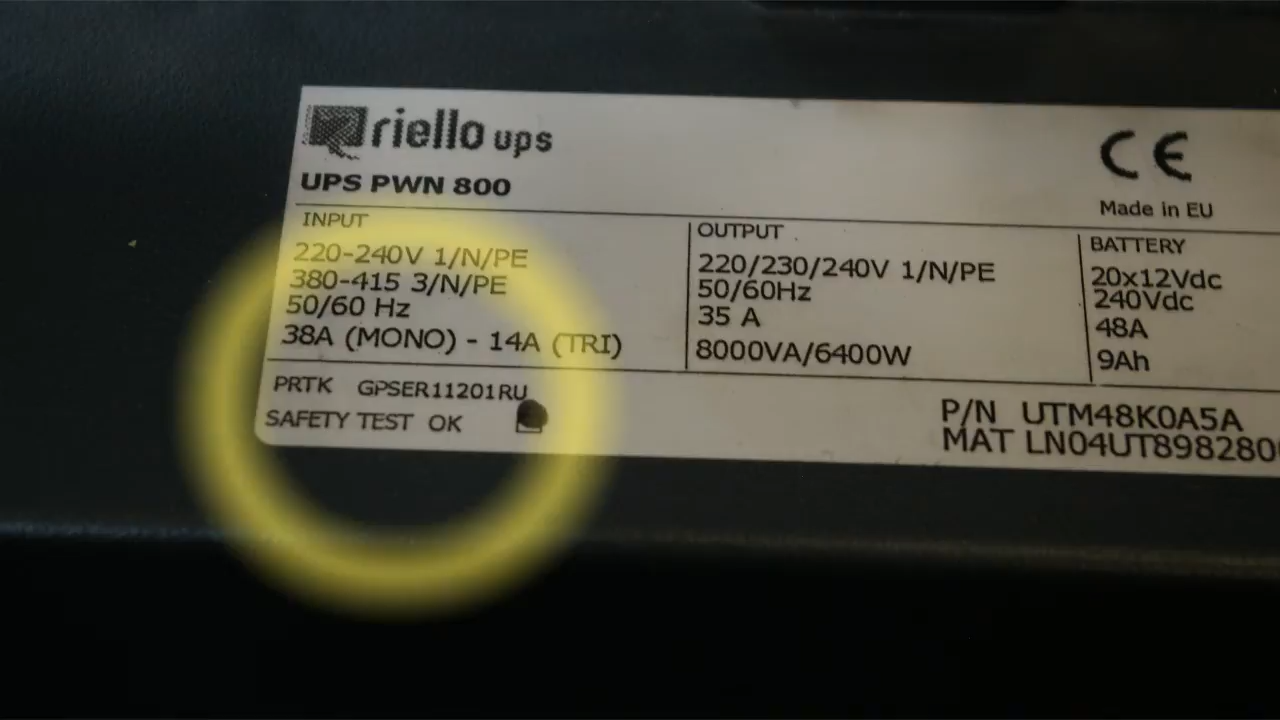 riello ups
UPS PWN 800
CE
Made in EU
INPUT
220-240V 1/N/PE
380-415 3/N/PE
50/60 Hz
38A (MONO) - 14A (TRI)
OUTPUT
220/230/240V 1/N/PE
50/60Hz
35 A
8000VA/6400W
BATTERY
20x12Vdc
240Vdc
48A
9Ah
PRTK GPSER11201RU
SAFETY TEST OK
P/N UTM48K0A5A
MAT LN04UT898280